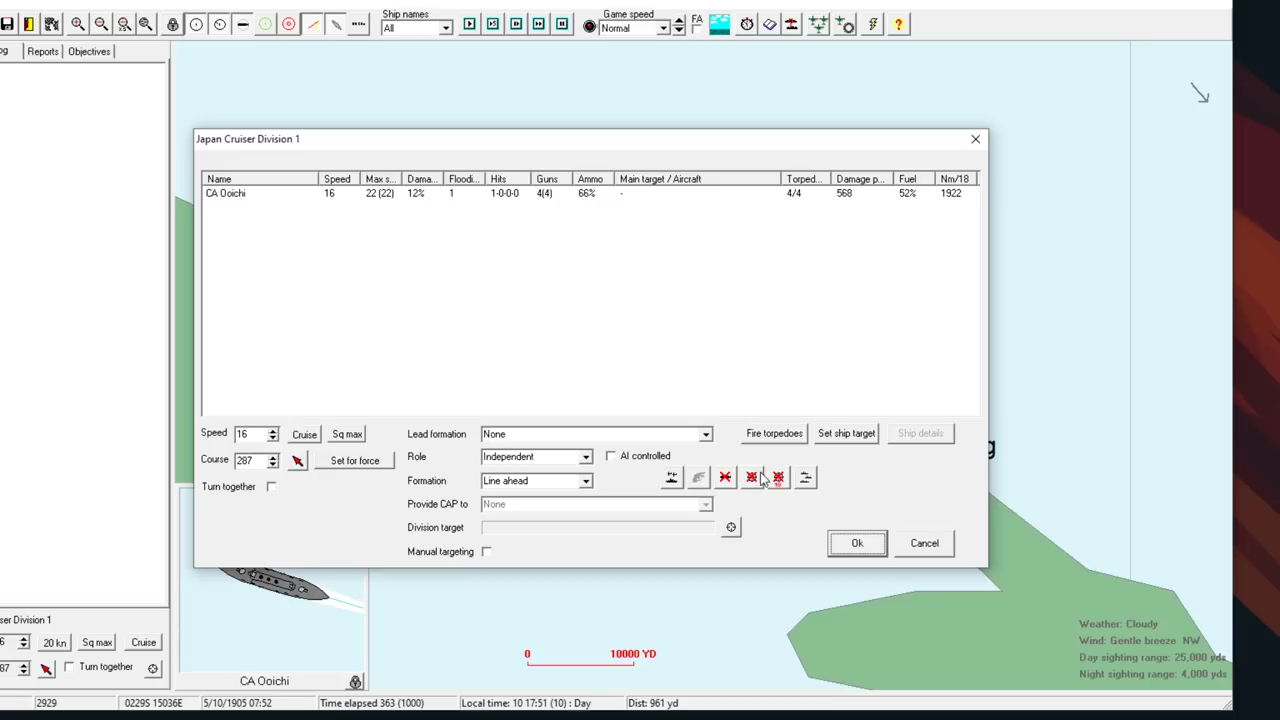 Ship names
Game speed
All
Normal
FA
?
Reports
Objectives
Japan Cruiser Division 1
Name Speed Max s... Dama... Floodi... Hits Guns Ammo Main target / Aircraft Torped... Damage p... Fuel Nm/18
CA Ooichi 16 22 (22) 12% 1 1-0-0-0 4(4) 66% - 4/4 568 52% 1922
Speed 16 Cruise Sq max
Lead formation None
Fire torpedoes Set ship target Ship details
Course 287 Set for force
Role Independent AI controlled
Turn together
Formation Line ahead
10
Provide CAP to None
Division target
Manual targeting
Ok Cancel
g
ser Division 1
6 20 kn Sq max Cruise
87 Turn together
CA Ooichi
0 10000 YD
Weather: Cloudy
Wind: Gentle breeze NW
Day sighting range: 25,000 yds
Night sighting range: 4,000 yds
2929 0229S 15036E 5/10/1905 07:52 Time elapsed 363 (1000) Local time: 10 17:51 (10) : Day Dist: 961 yd